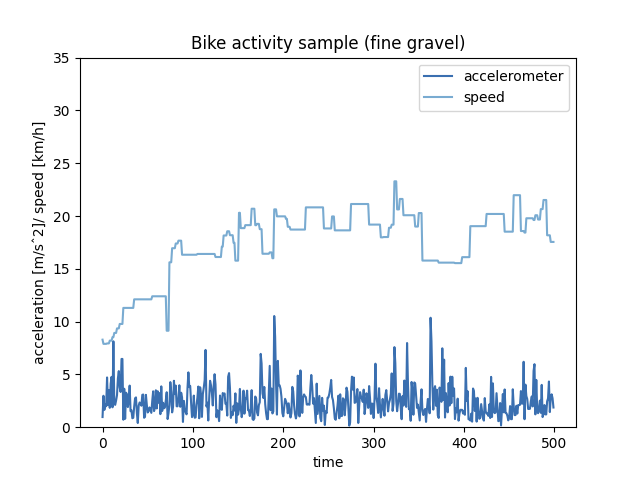 Bike activity sample (fine gravel)
accelerometer
speed
acceleration [m/s^2]/ speed [km/h]
35
30
25
20
15
10
5
0
0 100 200 300 400 500
time